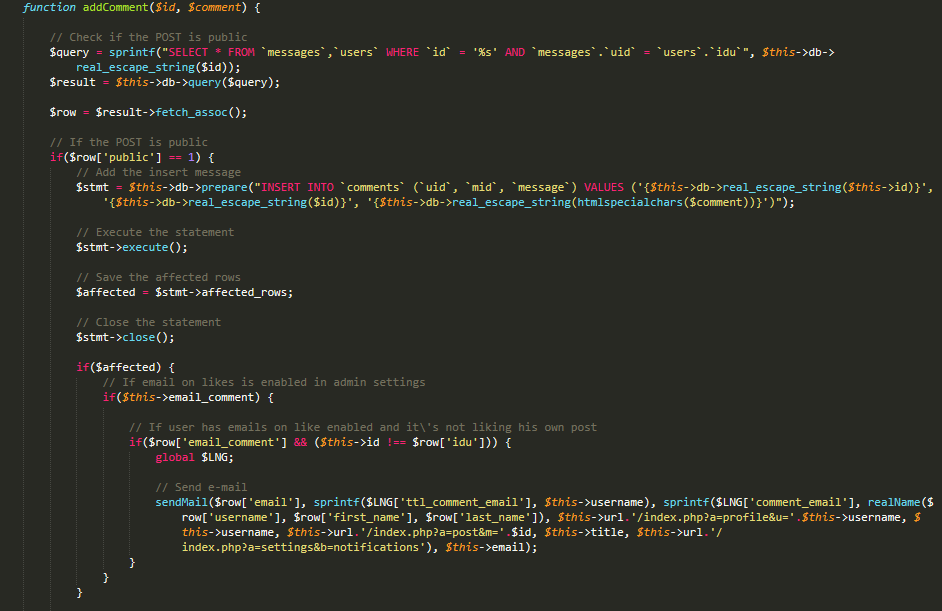 function addComment($id, $comment) {
// Check if the POST is public
$query = sprintf("SELECT * FROM `messages`,`users` WHERE `id` = '%s' AND `messages`.`uid` = `users`.`idu`", $this->db->
real_escape_string($id));
$result = $this->db->query($query);
$row = $result->fetch_assoc();
// If the POST is public
if($row['public'] == 1) {
// Add the insert message
$stmt = $this->db->prepare("INSERT INTO `comments` (`uid`, `mid`, `message`) VALUES ('{$this->db->real_escape_string($this->id)}',
'{$this->db->real_escape_string($id)}', '{$this->db->real_escape_string(htmlspecialchars($comment))}')");
// Execute the statement
$stmt->execute();
// Save the affected rows
$affected = $stmt->affected_rows;
// Close the statement
$stmt->close();
if($affected) {
// If email on likes is enabled in admin settings
if($this->email_comment) {
// If user has emails on like enabled and it\'s not liking his own post
if($row['email_comment'] && ($this->id !== $row['idu'])) {
global $LNG;
// Send e-mail
sendMail($row['email'], sprintf($LNG['ttl_comment_email'], $this->username), sprintf($LNG['comment_email'], realName($
row['username'], $row['first_name'], $row['last_name']), $this->url.'/index.php?a=profile&u='.$this->username, $
this->username, $this->url.'/index.php?a=post&m='.$id, $this->title, $this->url.'/
index.php?a=settings&b=notifications'), $this->email);
}
}
}